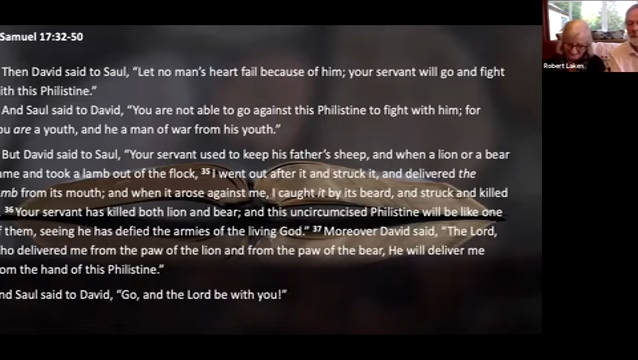 Samuel 17:32-50
Then David said to Saul, “Let no man’s heart fail because of him; your servant will go and fight
ith this Philistine.”
And Saul said to David, “You are not able to go against this Philistine to fight with him; for
ou are a youth, and he a man of war from his youth.”
But David said to Saul, “Your servant used to keep his father’s sheep, and when a lion or a bear
me and took a lamb out of the flock, 35 I went out after it and struck it, and delivered the
mb from its mouth; and when it arose against me, I caught it by its beard, and struck and killed
36 Your servant has killed both lion and bear; and this uncircumcised Philistine will be like one
f them, seeing he has defied the armies of the living God.” 37 Moreover David said, “The Lord,
ho delivered me from the paw of the lion and from the paw of the bear, He will deliver me
om the hand of this Philistine.”
nd Saul said to David, “Go, and the Lord be with you!”
Robert Laken